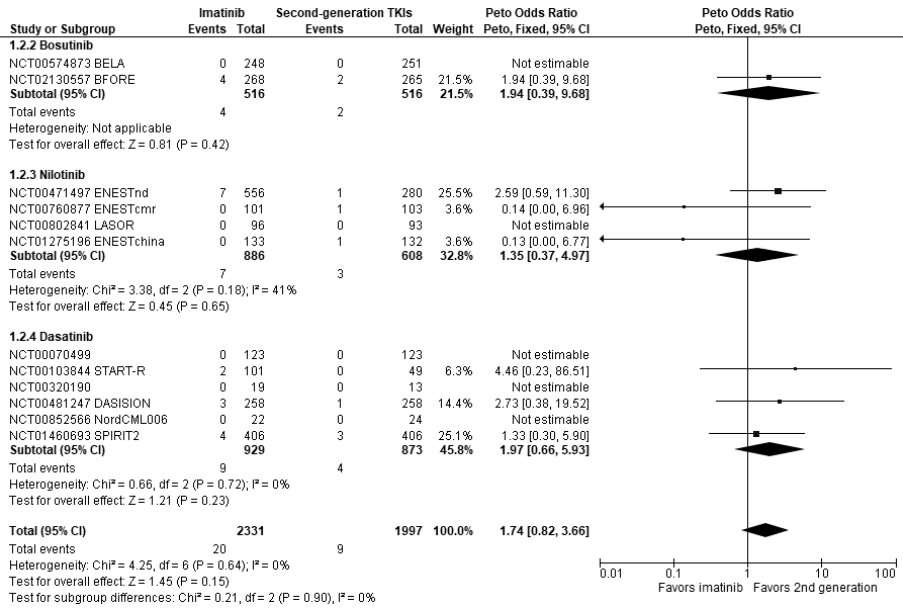 Imatinib Second-generation TKIs Peto Odds Ratio Peto Odds Ratio
Study or Subgroup Events Total Events Total Weight Peto, Fixed, 95% CI Peto, Fixed, 95% CI
1.2.2 Bosutinib
NCT00574873 BELA 0 248 0 251 Not estimable
NCT02130557 BFORE 4 268 2 265 21.5% 1.94 [0.39, 9.68]
Subtotal (95% CI) 516 516 21.5% 1.94 [0.39, 9.68]
Total events 4 2
Heterogeneity: Not applicable
Test for overall effect: Z = 0.81 (P = 0.42)
1.2.3 Nilotinib
NCT00471497 ENESTnd 7 556 1 280 25.5% 2.59 [0.59, 11.30]
NCT00760877 ENESTcmr 0 101 1 103 3.6% 0.14 [0.00, 6.96]
NCT00802841 LASOR 0 96 0 93 Not estimable
NCT01275196 ENESTchina 0 133 1 132 3.6% 0.13 [0.00, 6.77]
Subtotal (95% CI) 886 608 32.8% 1.35 [0.37, 4.97]
Total events 7 3
Heterogeneity: Chi² = 3.38, df = 2 (P = 0.18); I² = 41%
Test for overall effect: Z = 0.45 (P = 0.65)
1.2.4 Dasatinib
NCT00070499 0 123 0 123 Not estimable
NCT00103844 START-R 2 101 0 49 6.3% 4.46 [0.23, 86.51]
NCT00320190 0 19 0 13 Not estimable
NCT00481247 DASISION 3 258 1 258 14.4% 2.73 [0.38, 19.52]
NCT00852566 NordCML006 0 22 0 24 Not estimable
NCT01460693 SPIRIT2 4 406 3 406 25.1% 1.33 [0.30, 5.90]
Subtotal (95% CI) 929 873 45.8% 1.97 [0.66, 5.93]
Total events 9 4
Heterogeneity: Chi² = 0.66, df = 2 (P = 0.72); I² = 0%
Test for overall effect: Z = 1.21 (P = 0.23)
Total (95% CI) 2331 1997 100.0% 1.74 [0.82, 3.66]
Total events 20 9
Heterogeneity: Chi² = 4.25, df = 6 (P = 0.64); I² = 0%
Test for overall effect: Z = 1.45 (P = 0.15)
Test for subgroup differences: Chi² = 0.21, df = 2 (P = 0.90), I² = 0%
0.01 0.1 1 10 100
Favors imatinib Favors 2nd generation